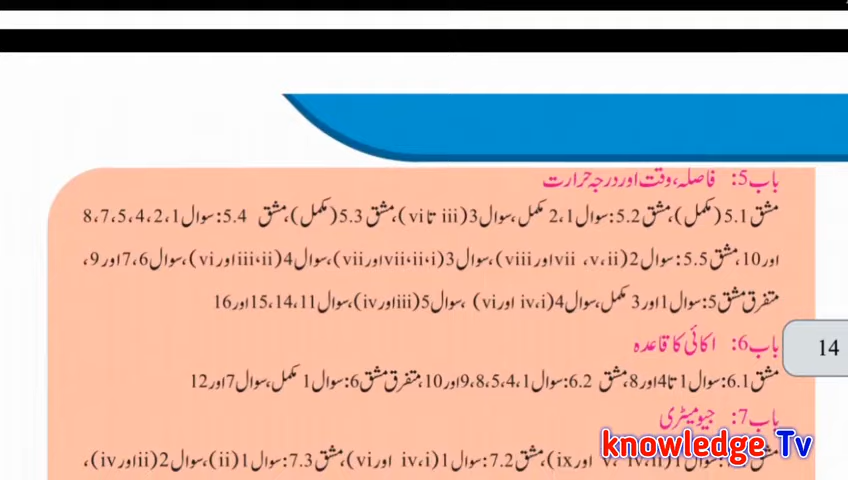 باب 5: فاصلہ، وقت اور درجہ حرارت
مشق 5.1 (مکمل)، مشق 5.2: سوال 1، 2 مکمل، سوال 3 (iii تا vi)، مشق 5.3 (مکمل)، مشق 5.4: سوال 1، 2، 4، 5، 7، 8
اور 10، مشق 5.5: سوال 2 (v، ii، vii اور viii)، سوال 3 (i، ii، vii اور vii)، سوال 4 (ii، iii اور vi)، سوال 6، 7 اور 9،
متفرق مشق 5: سوال 1 اور 3 مکمل، سوال 4 (i، iv اور vi) ، سوال 5 (iii اور iv)، سوال 11، 14، 15 اور 16
باب 6: اکائی کا قاعدہ
14
مشق 6.1: سوال 1 تا 4 اور 8، مشق 6.2: سوال 1، 4، 5، 8، 9 اور 10، متفرق مشق 6: سوال 1 مکمل، سوال 7 اور 12
باب 7: جیومیٹری
اور ix)، مشق 7.2: سوال 1 (i، iv اور vi)، مشق 7.3: سوال 1 (ii)، سوال 2 (ii اور iv)،
knowledge Tv